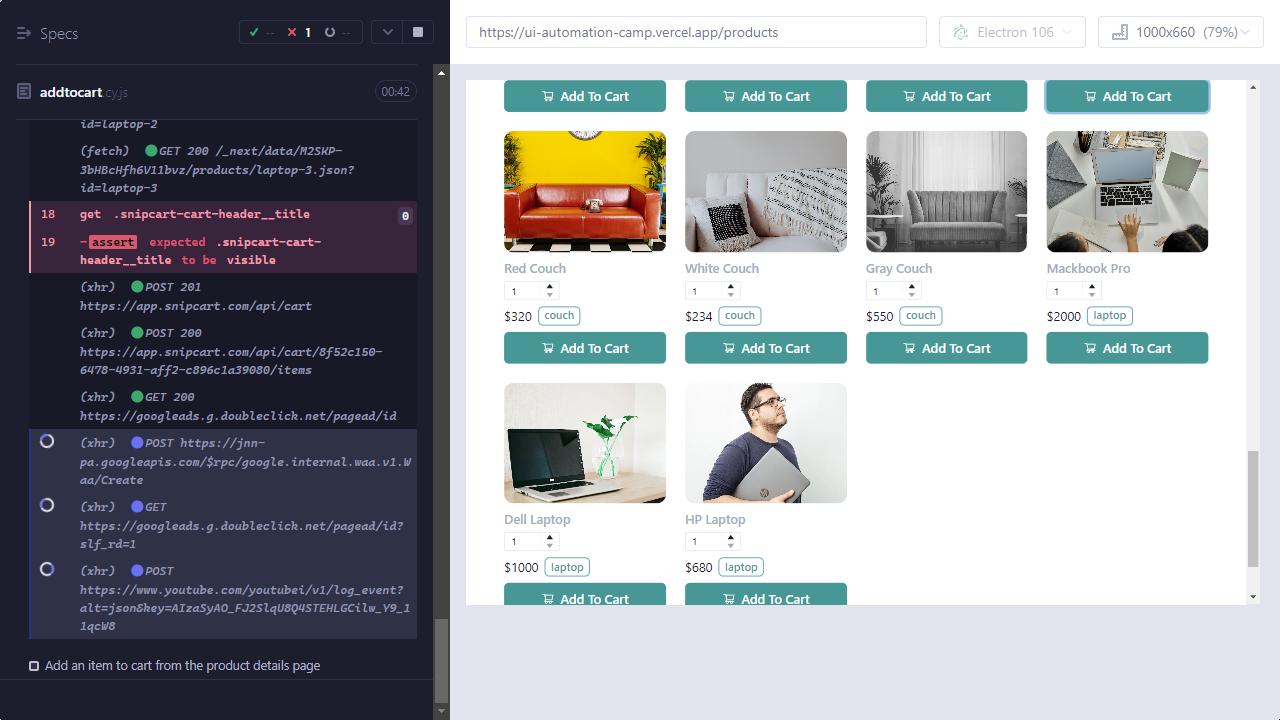 Specs
-- 1 --
addtocart.cy.js
00:42
id=laptop-2
(fetch) GET 200 /_next/data/M2SKP-
3bHBcHfh6V11bvz/products/laptop-3.json?
id=laptop-3
18 get .snipcart-cart-header__title 0
19 -assert expected .snipcart-cart-
header__title to be visible
(xhr) POST 201
https://app.snipcart.com/api/cart
(xhr) POST 200
https://app.snipcart.com/api/cart/8f52c150-
6478-4931-aff2-c896c1a39080/items
(xhr) GET 200
https://googleads.g.doubleclick.net/pagead/id
(xhr) POST https://jnn-
pa.googleapis.com/$rpc/google.internal.waa.v1.W
aa/Create
(xhr) GET
https://googleads.g.doubleclick.net/pagead/id?
slf_rd=1
(xhr) POST
https://www.youtube.com/youtubei/v1/log_event?
alt=json&key=AIzaSyAO_FJ2SlqU8Q4STEHLGCilw_Y9_1
1qcW8
Add an item to cart from the product details page
https://ui-automation-camp.vercel.app/products
Electron 106
1000x660 (79%)
Add To Cart Add To Cart Add To Cart Add To Cart
Red Couch White Couch Gray Couch Mackbook Pro
1 1 1 1
$320 couch $234 couch $550 couch $2000 laptop
Add To Cart Add To Cart Add To Cart Add To Cart
Dell Laptop HP Laptop
1 1
$1000 laptop $680 laptop
Add To Cart Add To Cart